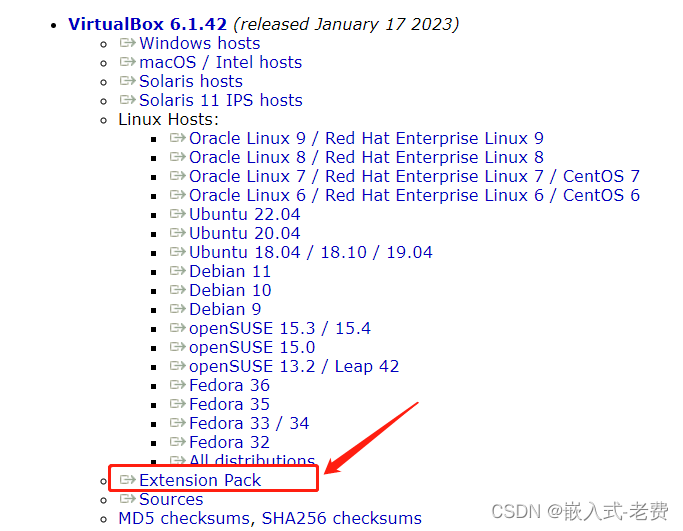 VirtualBox 6.1.42 (released January 17 2023)
Windows hosts
macOS / Intel hosts
Solaris hosts
Solaris 11 IPS hosts
Linux Hosts:
Oracle Linux 9 / Red Hat Enterprise Linux 9
Oracle Linux 8 / Red Hat Enterprise Linux 8
Oracle Linux 7 / Red Hat Enterprise Linux 7 / CentOS 7
Oracle Linux 6 / Red Hat Enterprise Linux 6 / CentOS 6
Ubuntu 22.04
Ubuntu 20.04
Ubuntu 18.04 / 18.10 / 19.04
Debian 11
Debian 10
Debian 9
openSUSE 15.3 / 15.4
openSUSE 15.0
openSUSE 13.2 / Leap 42
Fedora 36
Fedora 35
Fedora 33 / 34
Fedora 32
All distributions
Extension Pack
Sources
MD5 checksums, SHA256 checksums
CSDN @嵌入式-老费